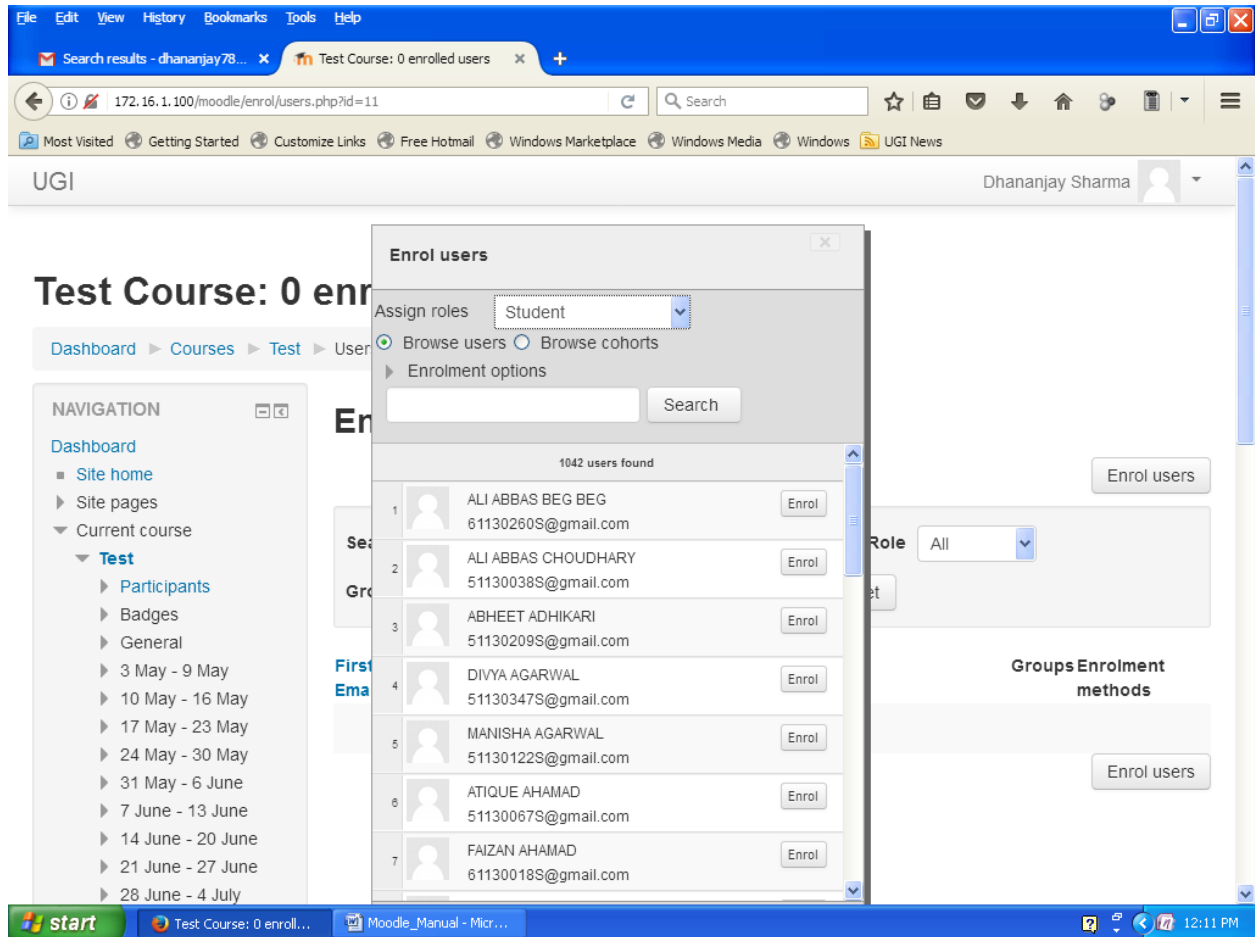 File Edit View History Bookmarks Tools Help
Search results - dhananjay78... × Test Course: 0 enrolled users × +
172.16.1.100/moodle/enrol/users.php?id=11 Search
Most Visited Getting Started Customize Links Free Hotmail Windows Marketplace Windows Media Windows UGI News
UGI Dhananjay Sharma
Enrol users
Test Course: 0 enr
Assign roles Student
Dashboard Courses Test User
Browse users Browse cohorts
Enrolment options
Search
NAVIGATION
En
Dashboard
Site home
Site pages
Current course
Test
Participants
Badges
General
3 May - 9 May
10 May - 16 May
17 May - 23 May
24 May - 30 May
31 May - 6 June
7 June - 13 June
14 June - 20 June
21 June - 27 June
28 June - 4 July
1042 users found
1 ALI ABBAS BEG BEG Enrol
61130260S@gmail.com
2 ALI ABBAS CHOUDHARY Enrol
51130038S@gmail.com
3 ABHEET ADHIKARI Enrol
51130209S@gmail.com
4 DIVYA AGARWAL Enrol
51130347S@gmail.com
5 MANISHA AGARWAL Enrol
51130122S@gmail.com
6 ATIQUE AHAMAD Enrol
51130067S@gmail.com
7 FAIZAN AHAMAD Enrol
61130018S@gmail.com
Enrol users
Sea
Role All
Gro
et
First
Ema
Groups Enrolment
methods
Enrol users
start Test Course: 0 enroll... Moodle_Manual - Micr... 12:11 PM